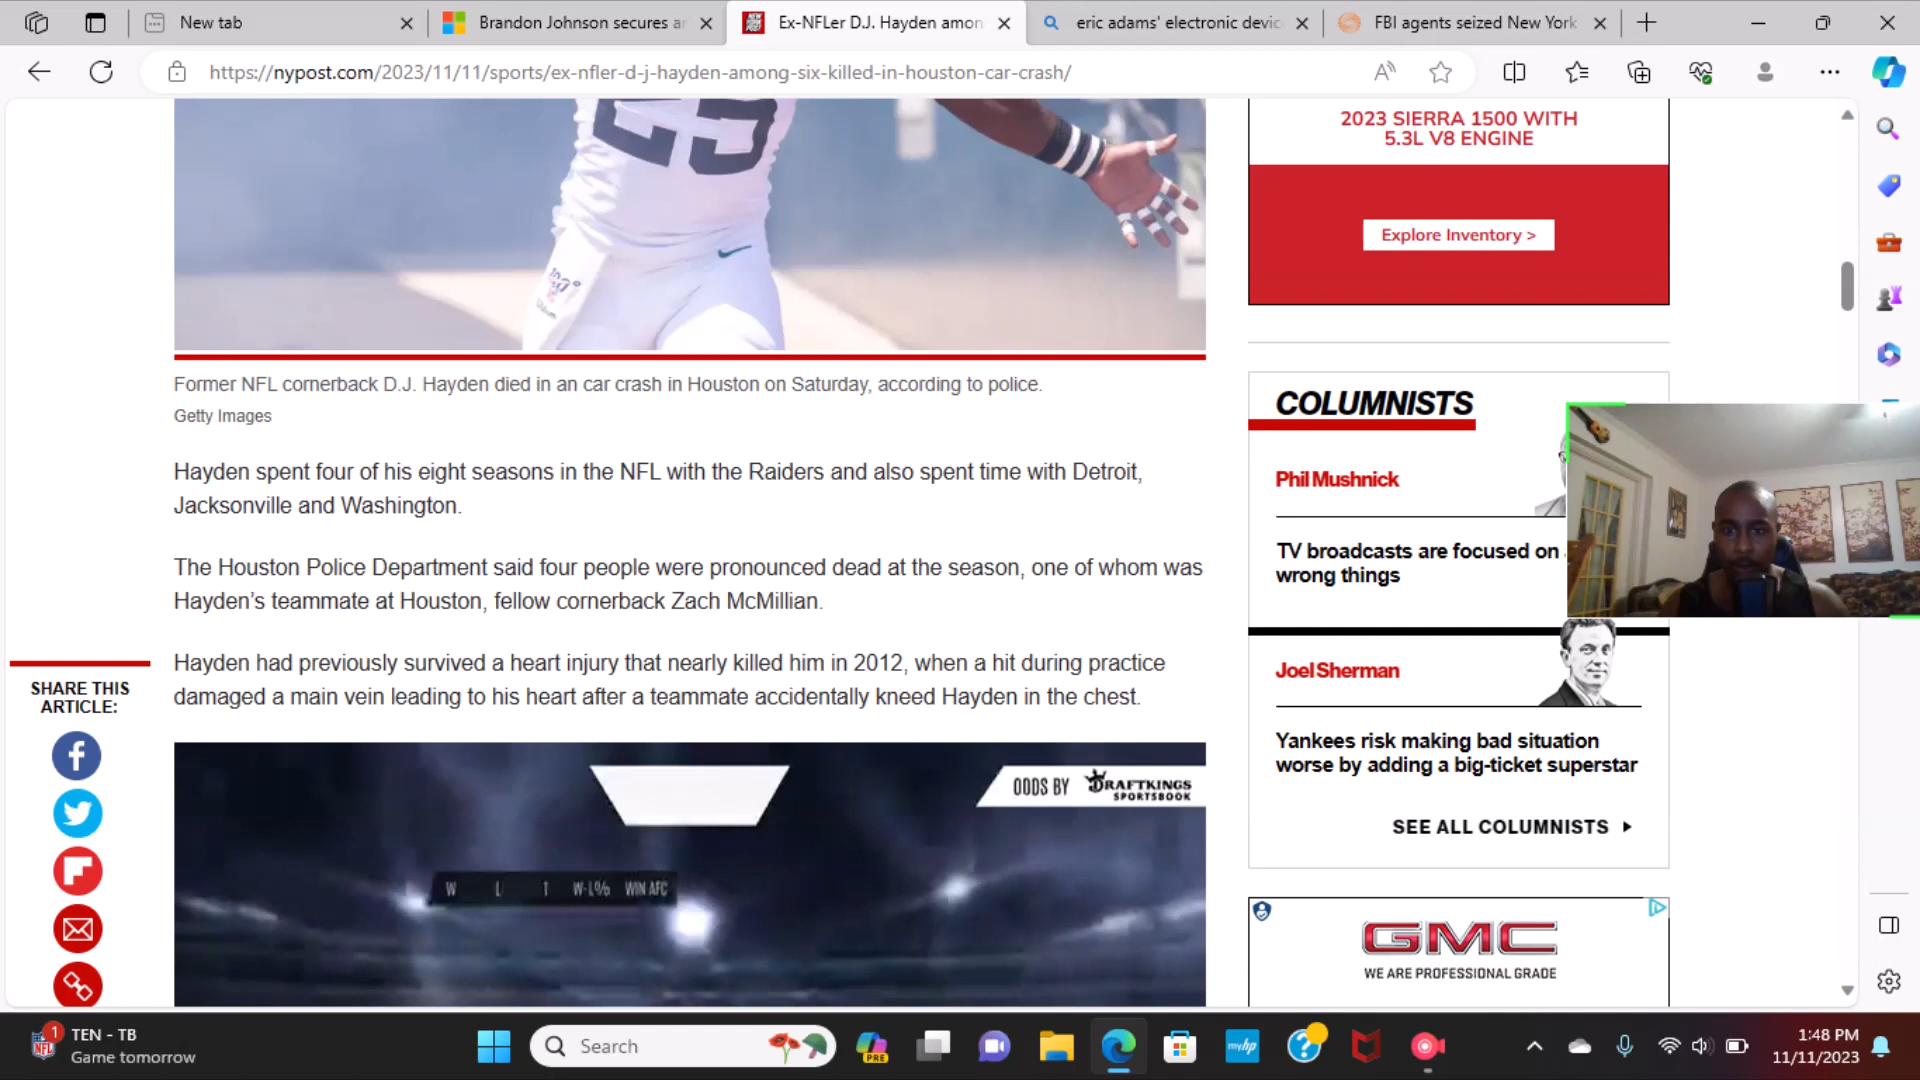 New tab
Brandon Johnson secures a
Ex-NFLer D.J. Hayden amon
eric adams' electronic devic
FBI agents seized New York
https://nypost.com/2023/11/11/sports/ex-nfler-d-j-hayden-among-six-killed-in-houston-car-crash/
25
2023 SIERRA 1500 WITH
5.3L V8 ENGINE
Explore Inventory >
Former NFL cornerback D.J. Hayden died in an car crash in Houston on Saturday, according to police.
Getty Images
Hayden spent four of his eight seasons in the NFL with the Raiders and also spent time with Detroit,
Jacksonville and Washington.
The Houston Police Department said four people were pronounced dead at the season, one of whom was
Hayden's teammate at Houston, fellow cornerback Zach McMillian.
Hayden had previously survived a heart injury that nearly killed him in 2012, when a hit during practice
damaged a main vein leading to his heart after a teammate accidentally kneed Hayden in the chest.
SHARE THIS
ARTICLE:
ODDS BY DRAFTKINGS
SPORTSBOOK
W L T W-L% WIN AFC
COLUMNISTS
Phil Mushnick
TV broadcasts are focused on
wrong things
Joel Sherman
Yankees risk making bad situation
worse by adding a big-ticket superstar
SEE ALL COLUMNISTS
GMC
WE ARE PROFESSIONAL GRADE
1
TEN - TB
Game tomorrow
Search
PRE
myhp
1:48 PM
11/11/2023